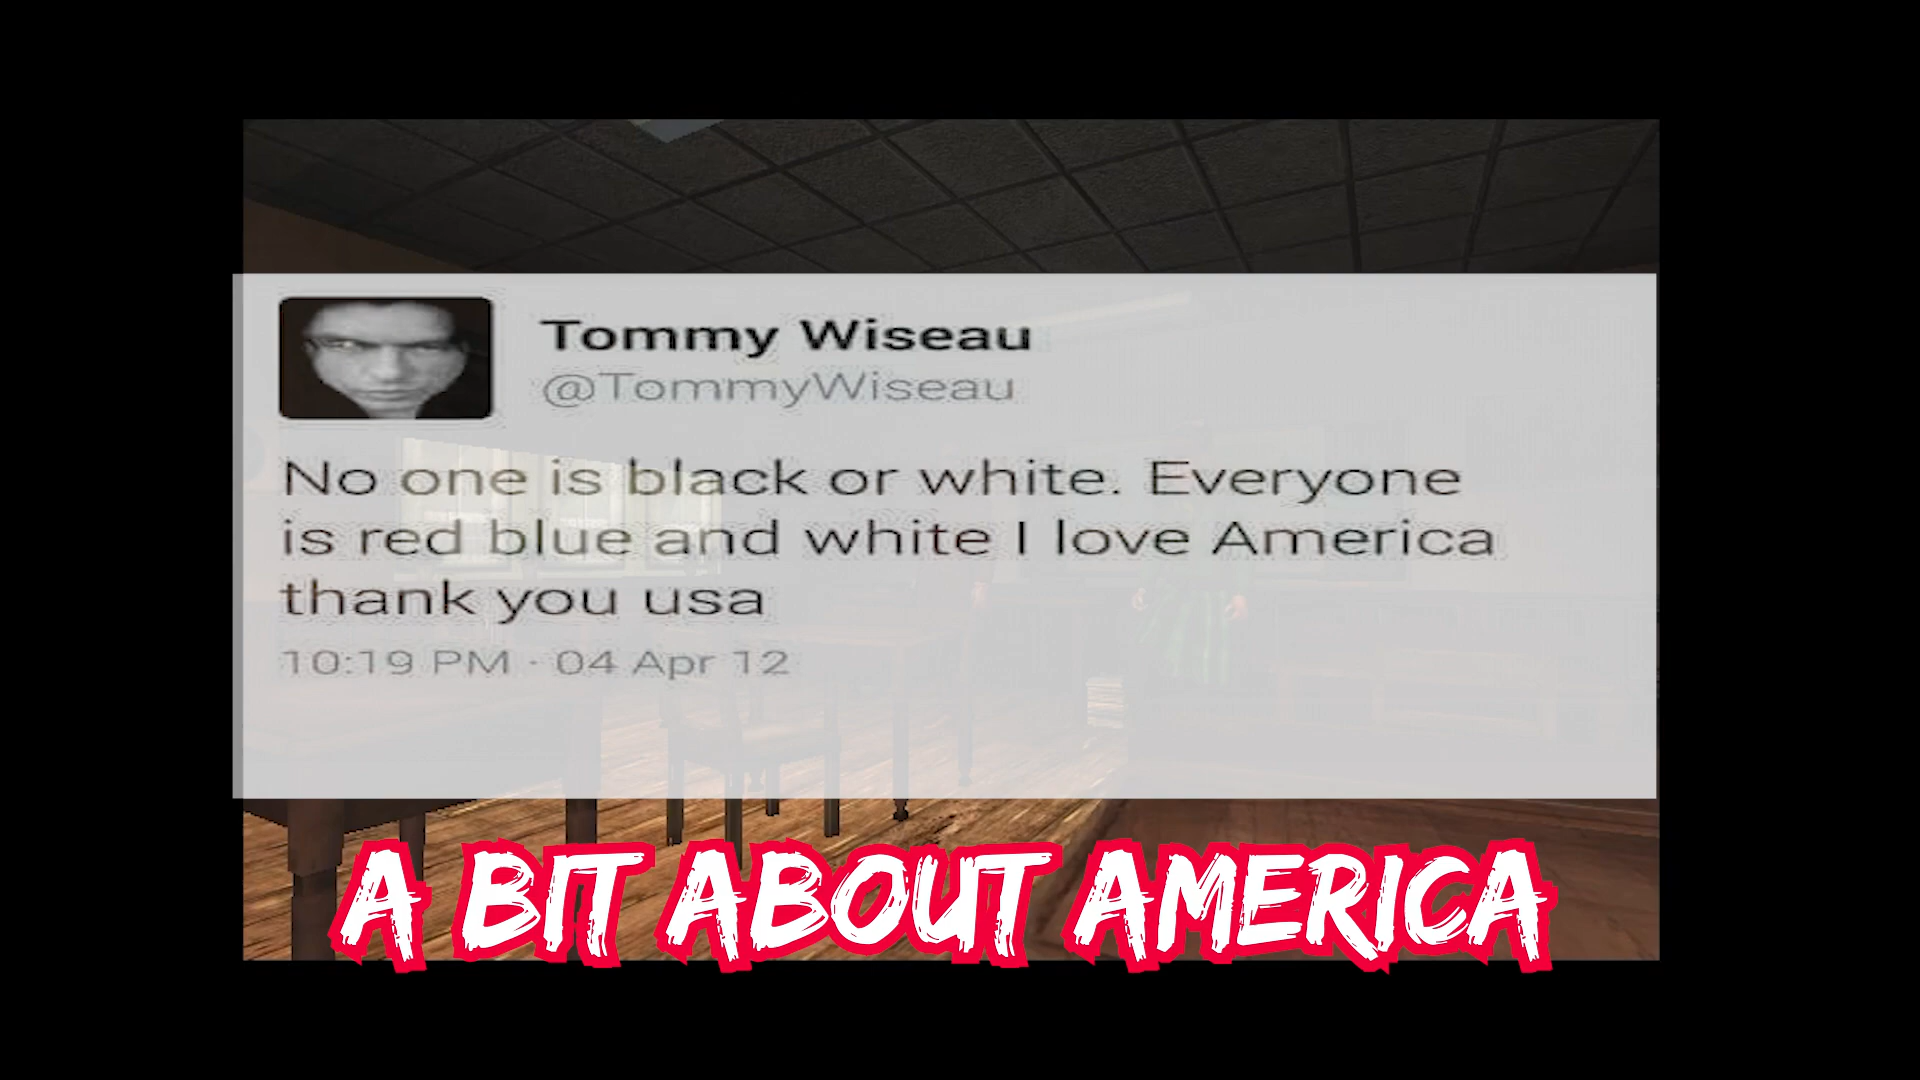 Tommy Wiseau
@TommyWiseau
No one is black or white. Everyone
is red blue and white I love America
thank you usa
10:19 PM · 04 Apr 12
A BIT ABOUT AMERICA